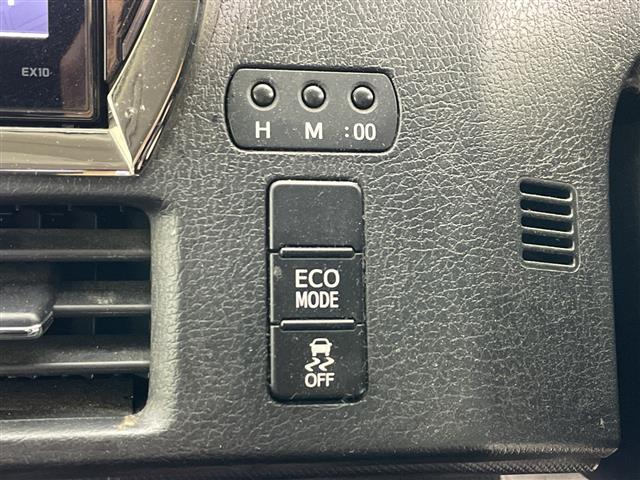 EX10
H M :00
ECO
MODE
OFF